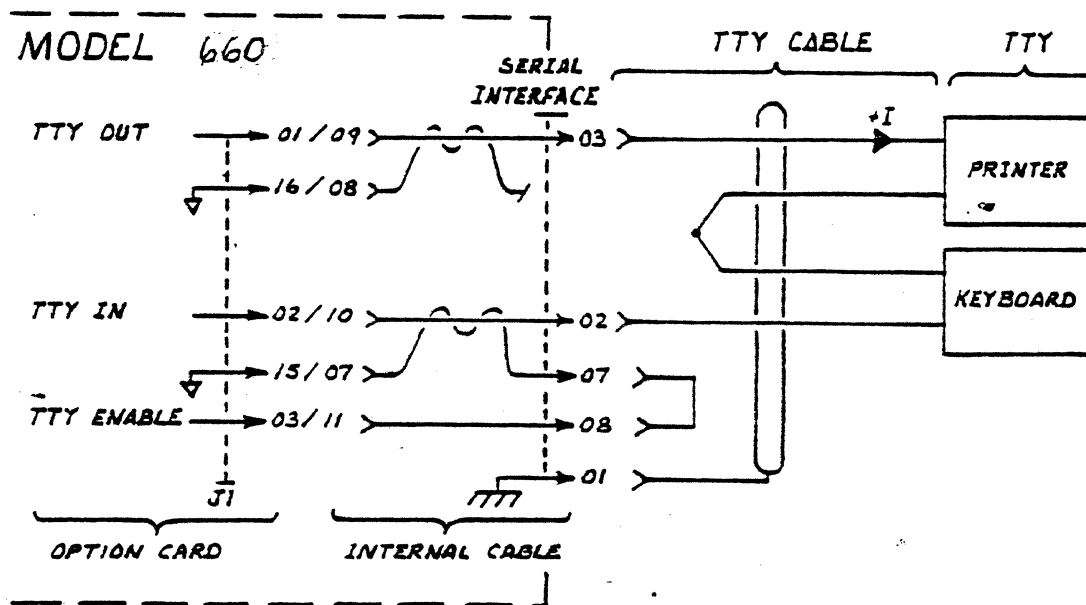 MODEL 660
TTY CABLE
TTY
SERIAL
INTERFACE
TTY OUT
01/09
03
+I
PRINTER
16/08
TTY IN
02/10
02
KEYBOARD
15/07
07
TTY ENABLE
03/11
08
01
J1
OPTION CARD
INTERNAL CABLE